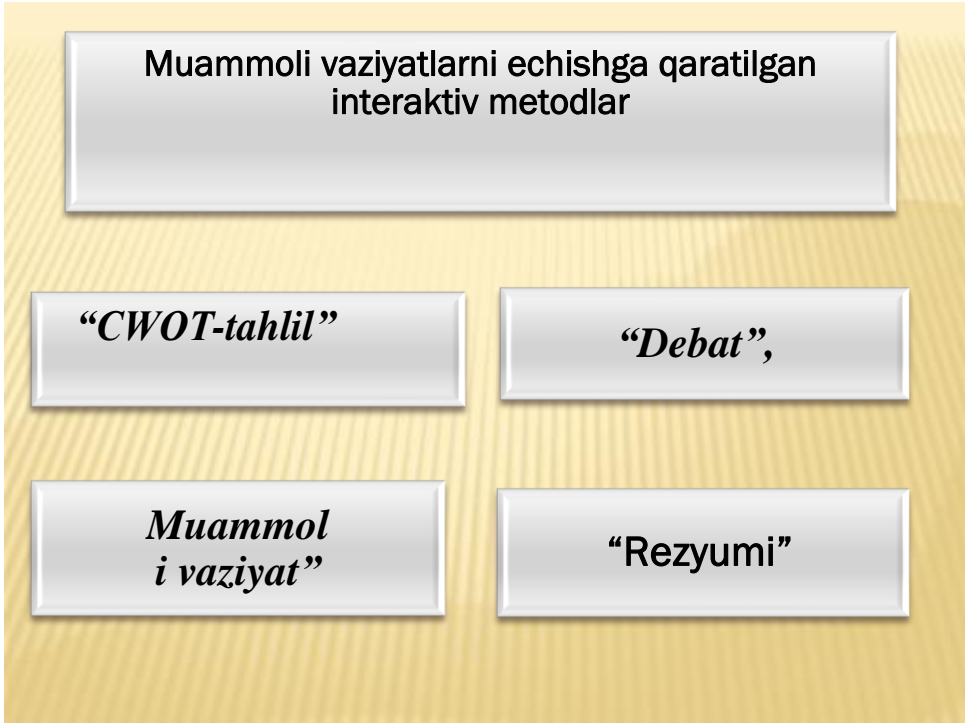 Muammoli vaziyatlarni echishga qaratilgan
interaktiv metodlar
“CWOT-tahlil”
“Debat”,
Muammol
i vaziyat”
“Rezyumi”